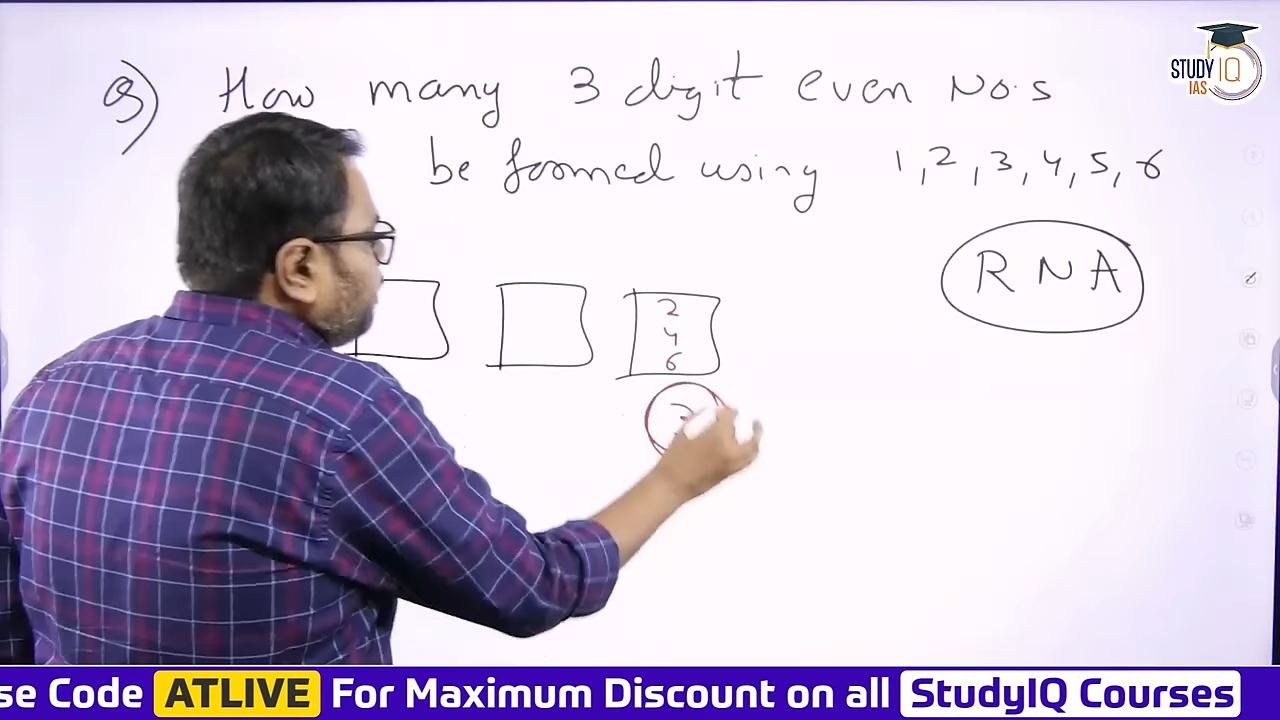 Q) How many 3 digit even No.s
be formed using 1, 2, 3, 4, 5, 6
RNA
2
4
6
STUDY IQ
IAS
se Code ATLIVE For Maximum Discount on all StudyIQ Courses